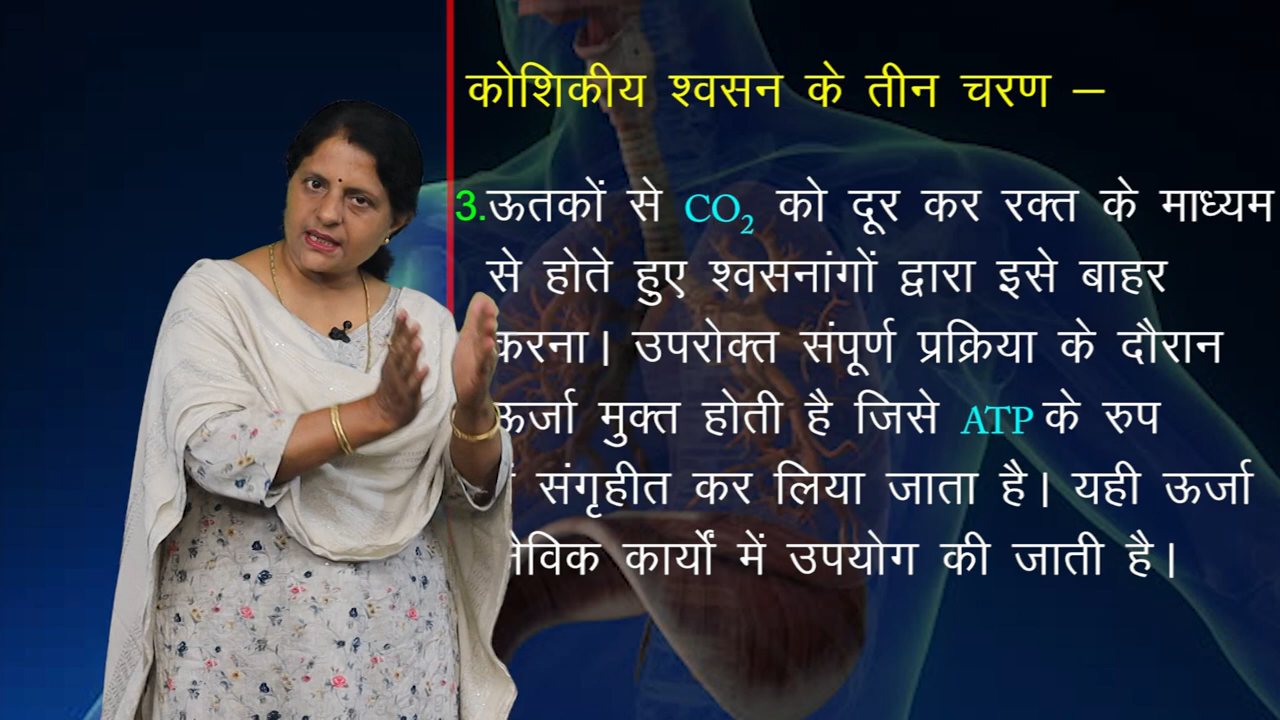 कोशिकीय श्वसन के तीन चरण –
3.ऊतकों से CO₂ को दूर कर रक्त के माध्यम
से होते हुए श्वसनांगों द्वारा इसे बाहर
करना। उपरोक्त संपूर्ण प्रक्रिया के दौरान
ऊर्जा मुक्त होती है जिसे ATP के रुप
संगृहीत कर लिया जाता है। यही ऊर्जा
कार्यों में उपयोग की जाती है।